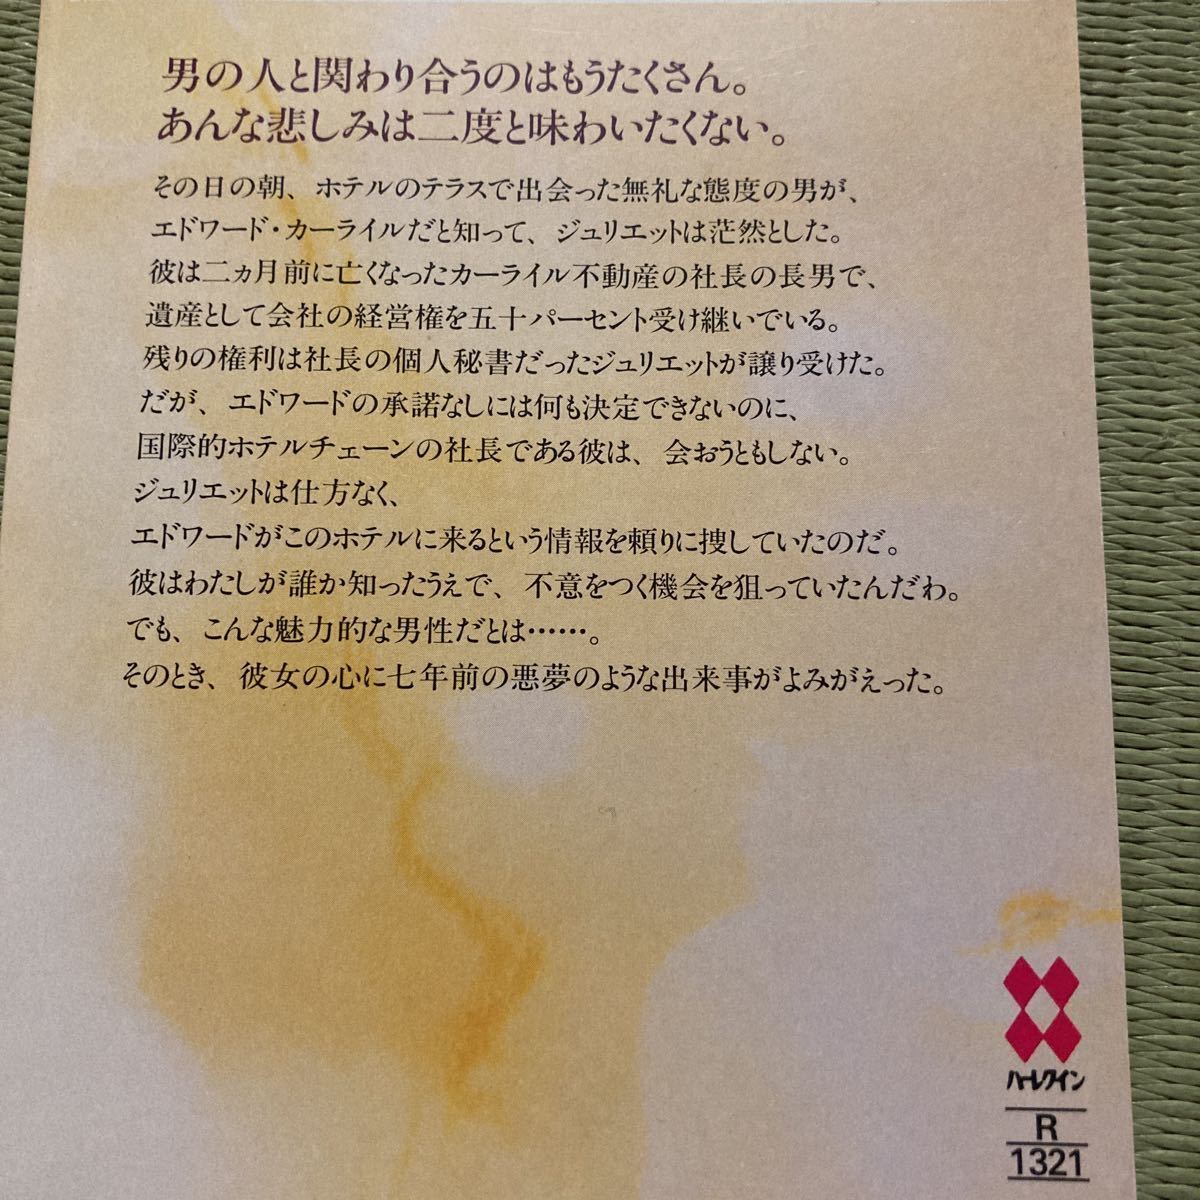 男の人と関わり合うのはもうたくさん。
あんな悲しみは二度と味わいたくない。
その日の朝、ホテルのテラスで出会った無礼な態度の男が、
エドワード・カーライルだと知って、ジュリエットは茫然とした。
彼は二ヵ月前に亡くなったカーライル不動産の社長の長男で、
遺産として会社の経営権を五十パーセント受け継いでいる。
残りの権利は社長の個人秘書だったジュリエットが譲り受けた。
だが、エドワードの承諾なしには何も決定できないのに、
国際的ホテルチェーンの社長である彼は、会おうともしない。
ジュリエットは仕方なく、
エドワードがこのホテルに来るという情報を頼りに捜していたのだ。
彼はわたしが誰か知ったうえで、不意をつく機会を狙っていたんだわ。
でも、こんな魅力的な男性だとは……。
そのとき、彼女の心に七年前の悪夢のような出来事がよみがえった。
ハーレクイン
R
1321